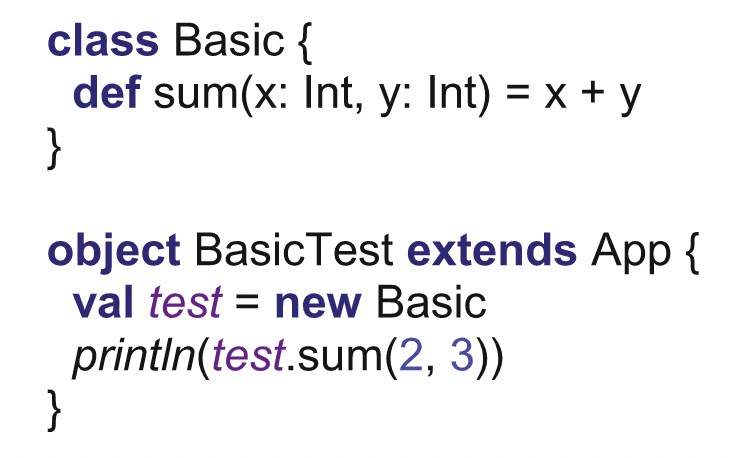 class Basic {
def sum(x: Int, y: Int) = x + y
}
object BasicTest extends App {
val test = new Basic
println(test.sum(2, 3))
}